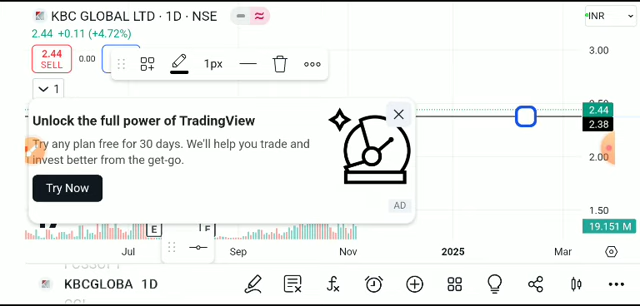 KBC GLOBAL LTD · 1D · NSE
INR
2.44 +0.11 (+4.72%)
2.44
SELL
0.00
1px
3.00
1
2.44
2.38
Unlock the full power of TradingView
Try any plan free for 30 days. We'll help you trade and
invest better from the get-go.
Try Now
AD
2.00
1.50
19.151 M
E
E
Jul
Sep
Nov
2025
Mar
KBCGLOBA 1D